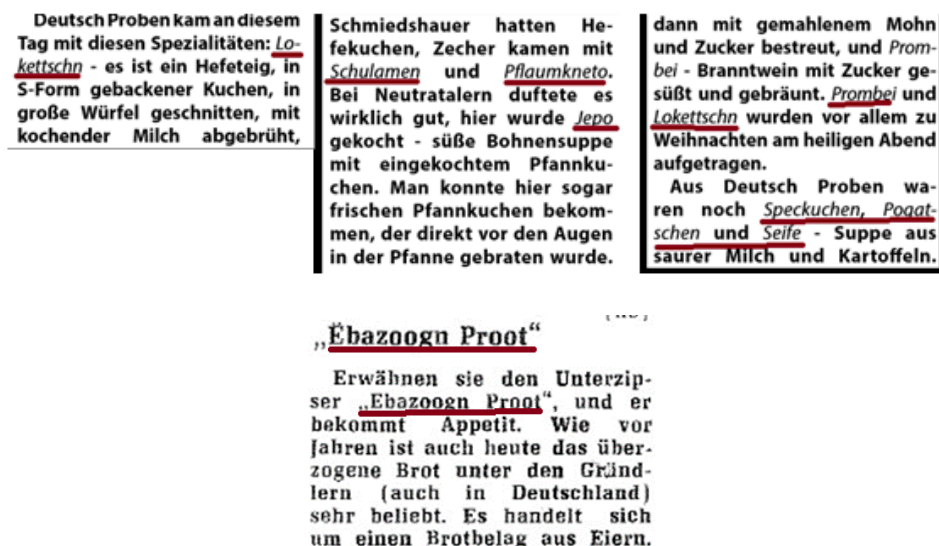 Deutsch Proben kam an diesem
Tag mit diesen Spezialitäten: Lo-
kettschn - es ist ein Hefeteig, in
S-Form gebackener Kuchen, in
große Würfel geschnitten, mit
kochender Milch abgebrüht,
Schmiedshauer hatten He-
fekuchen, Zecher kamen mit
Schulamen und Pflaumkneto.
Bei Neutratalern duftete es
wirklich gut, hier wurde Jepo
gekocht - süße Bohnensuppe
mit eingekochtem Pfannku-
chen. Man konnte hier sogar
frischen Pfannkuchen bekom-
men, der direkt vor den Augen
in der Pfanne gebraten wurde.
dann mit gemahlenem Mohn
und Zucker bestreut, und Prom-
bei - Branntwein mit Zucker ge-
süßt und gebräunt. Prombei und
Lokettschn wurden vor allem zu
Weihnachten am heiligen Abend
aufgetragen.
Aus Deutsch Proben wa-
ren noch Speckuchen, Pogat-
schen und Seife - Suppe aus
saurer Milch und Kartoffeln.
„Ëbazoogn Proot“
Erwähnen sie den Unterzip-
ser „Ebazoogn Proot“, und er
bekommt Appetit. Wie vor
Jahren ist auch heute das über-
zogene Brot unter den Gründ-
lern (auch in Deutschland)
sehr beliebt. Es handelt sich
um einen Brotbelag aus Eiern.